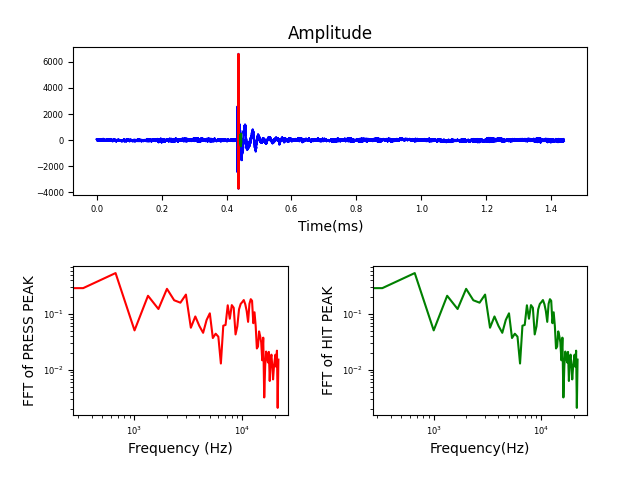 Amplitude
6000
4000
2000
0
−2000
−4000
0.0 0.2 0.4 0.6 0.8 1.0 1.2 1.4
Time(ms)
FFT of PRESS PEAK
10⁻¹
10⁻²
10³ 10⁴
Frequency (Hz)
FFT of HIT PEAK
10⁻¹
10⁻²
10³ 10⁴
Frequency(Hz)